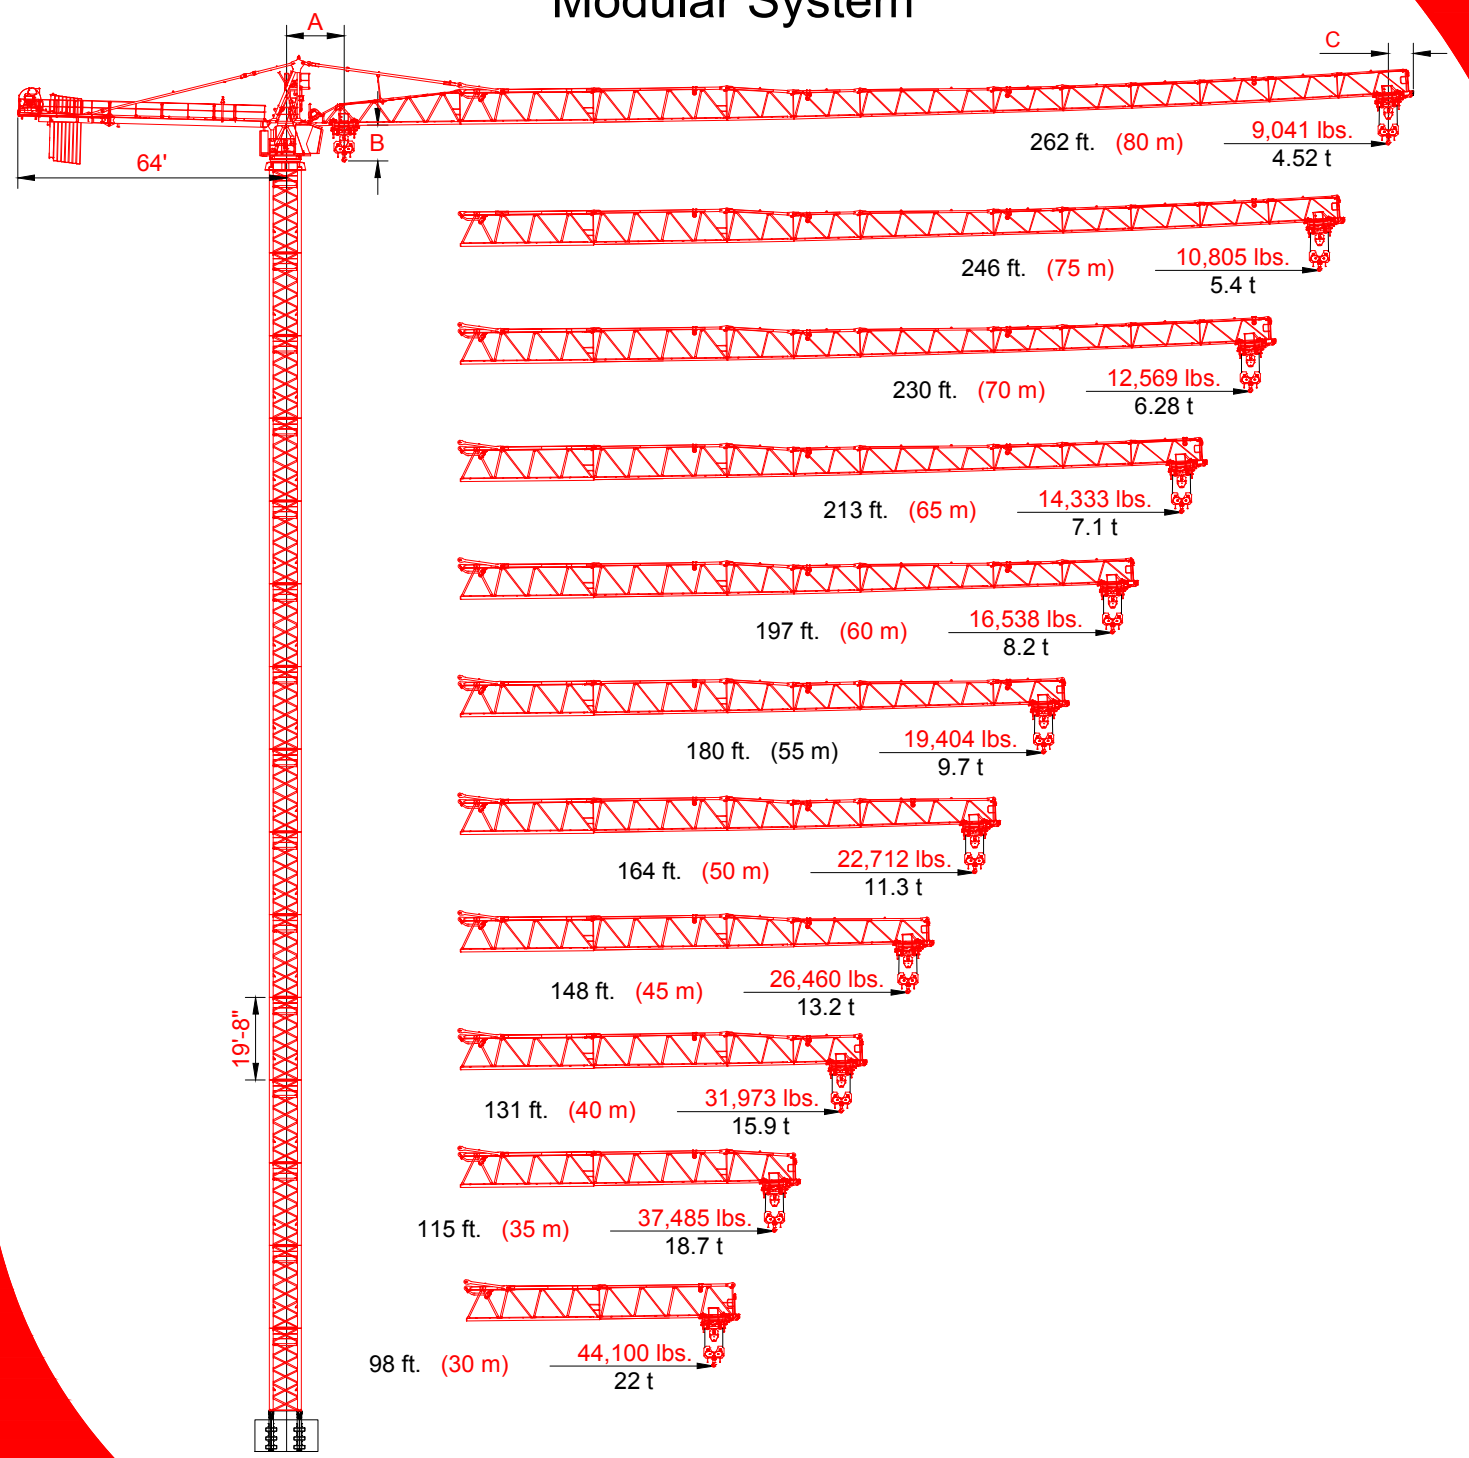 Modular System
A
C
B
64'
262 ft. (80 m) 9,041 lbs.
4.52 t
246 ft. (75 m) 10,805 lbs.
5.4 t
230 ft. (70 m) 12,569 lbs.
6.28 t
213 ft. (65 m) 14,333 lbs.
7.1 t
197 ft. (60 m) 16,538 lbs.
8.2 t
180 ft. (55 m) 19,404 lbs.
9.7 t
164 ft. (50 m) 22,712 lbs.
11.3 t
148 ft. (45 m) 26,460 lbs.
13.2 t
19'-8"
131 ft. (40 m) 31,973 lbs.
15.9 t
115 ft. (35 m) 37,485 lbs.
18.7 t
98 ft. (30 m) 44,100 lbs.
22 t